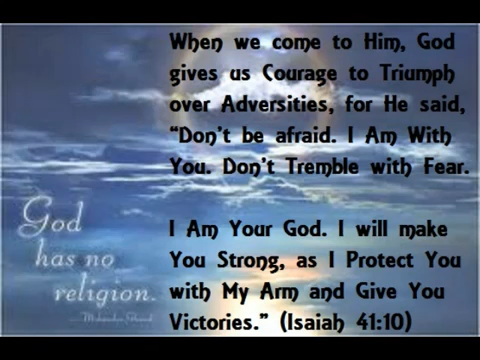 When we come to Him, God
gives us Courage to Triumph
over Adversities, for He said,
“Don't be afraid. I Am With
You. Don't Tremble with Fear.
I Am Your God. I will make
You Strong, as I Protect You
with My Arm and Give You
Victories.” (Isaiah 41:10)
God
has no
religion.